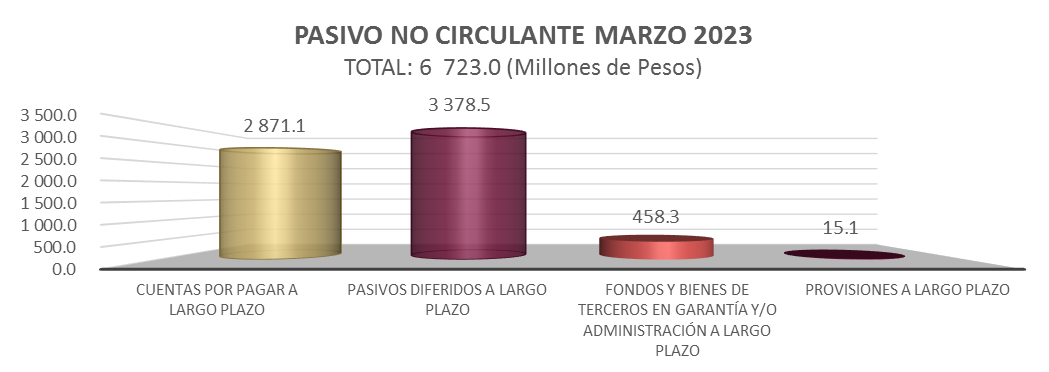 PASIVO NO CIRCULANTE MARZO 2023
TOTAL: 6  723.0 (Millones de Pesos)
3 500.0
3 000.0
2 500.0
2 000.0
1 500.0
1 000.0
500.0
0.0
2 871.1
3 378.5
458.3
15.1
CUENTAS POR PAGAR A
LARGO PLAZO
PASIVOS DIFERIDOS A LARGO
PLAZO
FONDOS Y BIENES DE
TERCEROS EN GARANTÍA Y/O
ADMINISTRACIÓN A LARGO
PLAZO
PROVISIONES A LARGO PLAZO